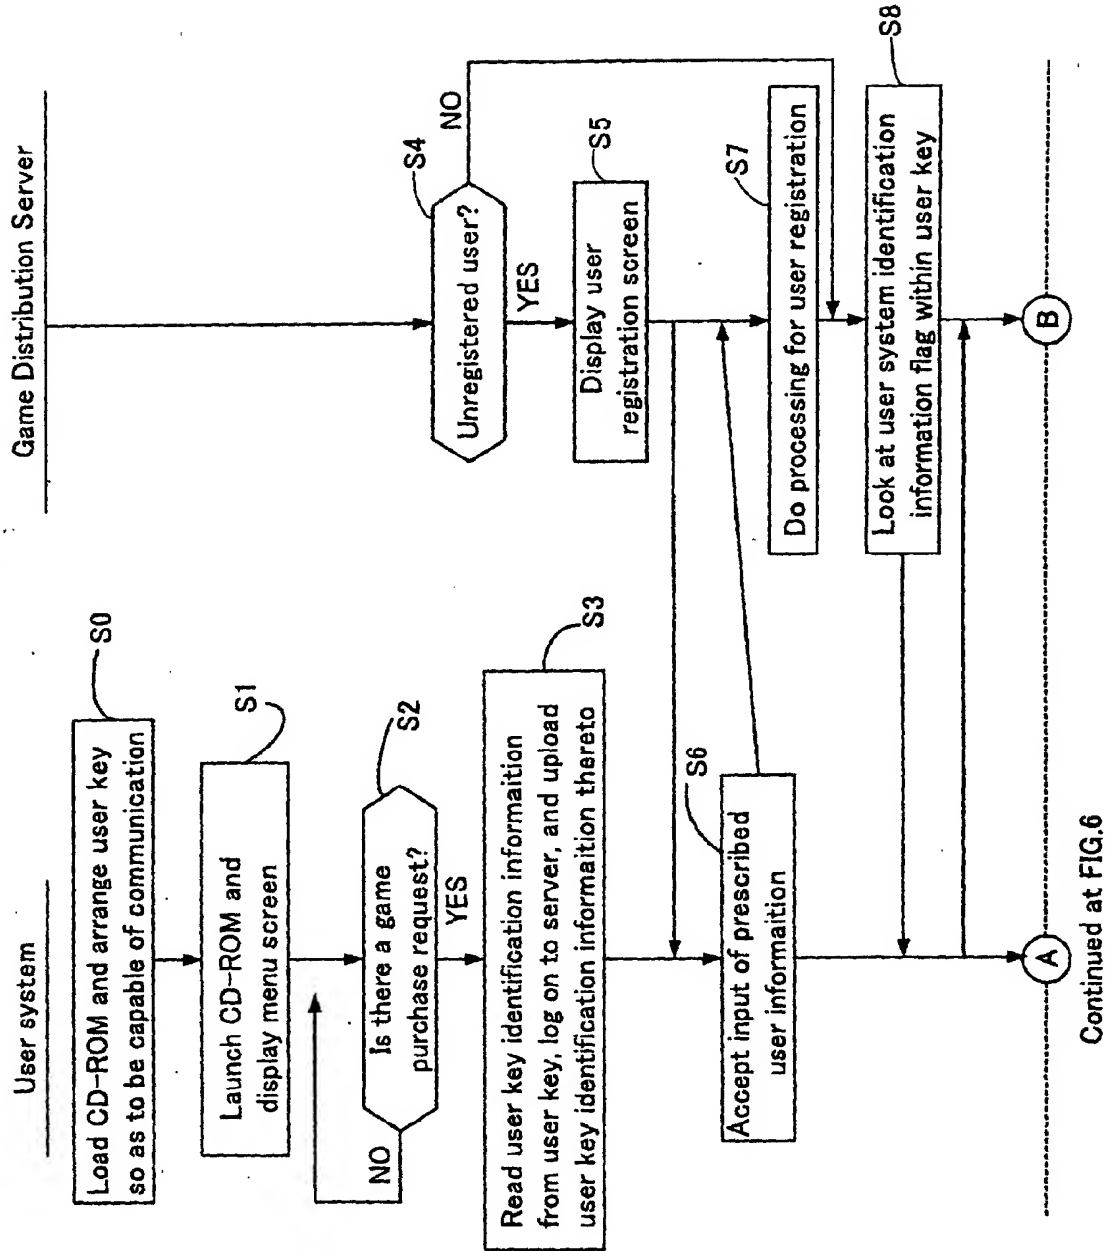 User system
Game Distribution Server
S0
Load CD-ROM and arrange user key
so as to be capable of communication
S1
Launch CD-ROM and
display menu screen
S2
Is there a game
purchase request?
NO
YES
S3
Read user key identification informaition
from user key, log on to server, and upload
user key identification informaition thereto
S4
Unregistered user?
NO
YES
S5
Display user
registration screen
S6
Accept input of prescribed
user informaition
S7
Do processing for user registration
S8
Look at user system identification
information flag within user key
A
B
Continued at FIG.6